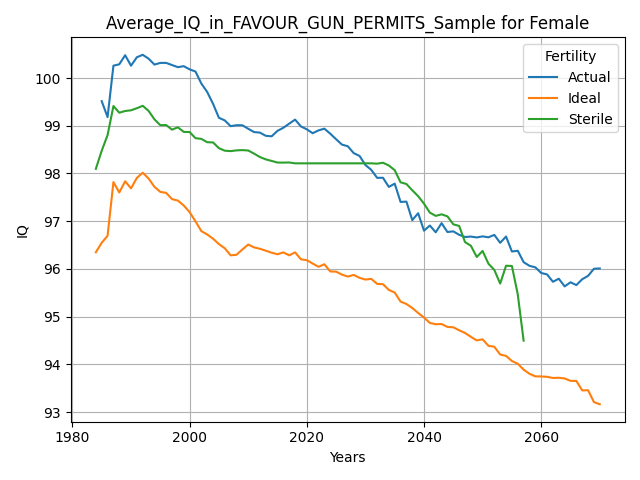 Average_IQ_in_FAVOUR_GUN_PERMITS_Sample for Female
Fertility
Actual
Ideal
Sterile
IQ
100
99
98
97
96
95
94
93
1980
2000
2020
2040
2060
Years